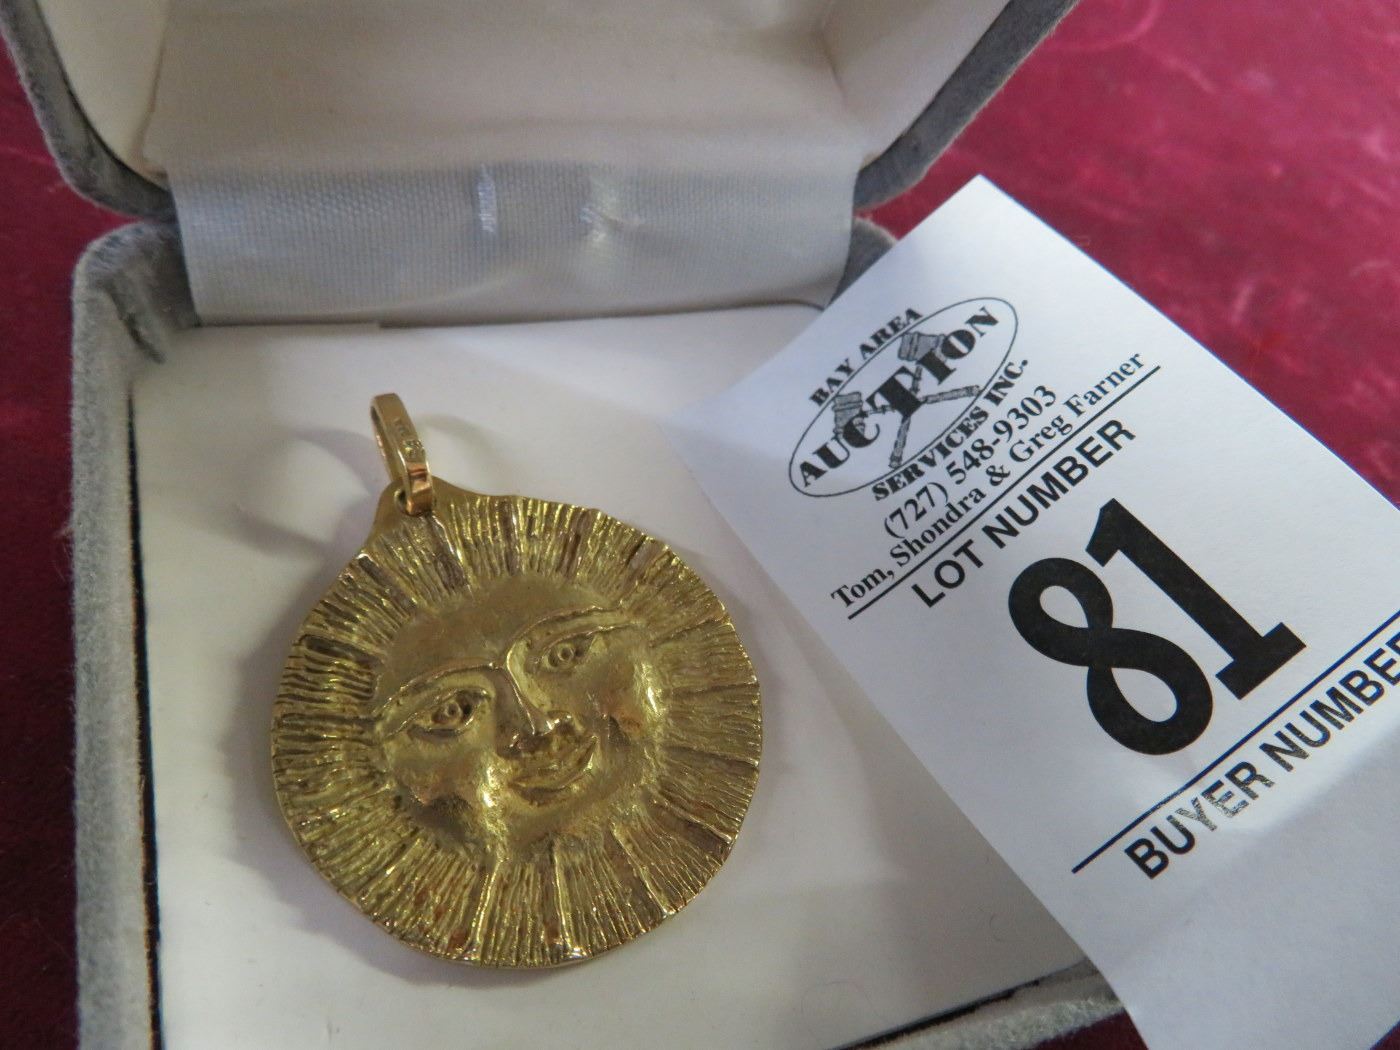 BAY AREA
AUCTION
SERVICES INC.
(727) 548-9303
Tom, Shondra & Greg Farner
LOT NUMBER
81
BUYER NUMBER